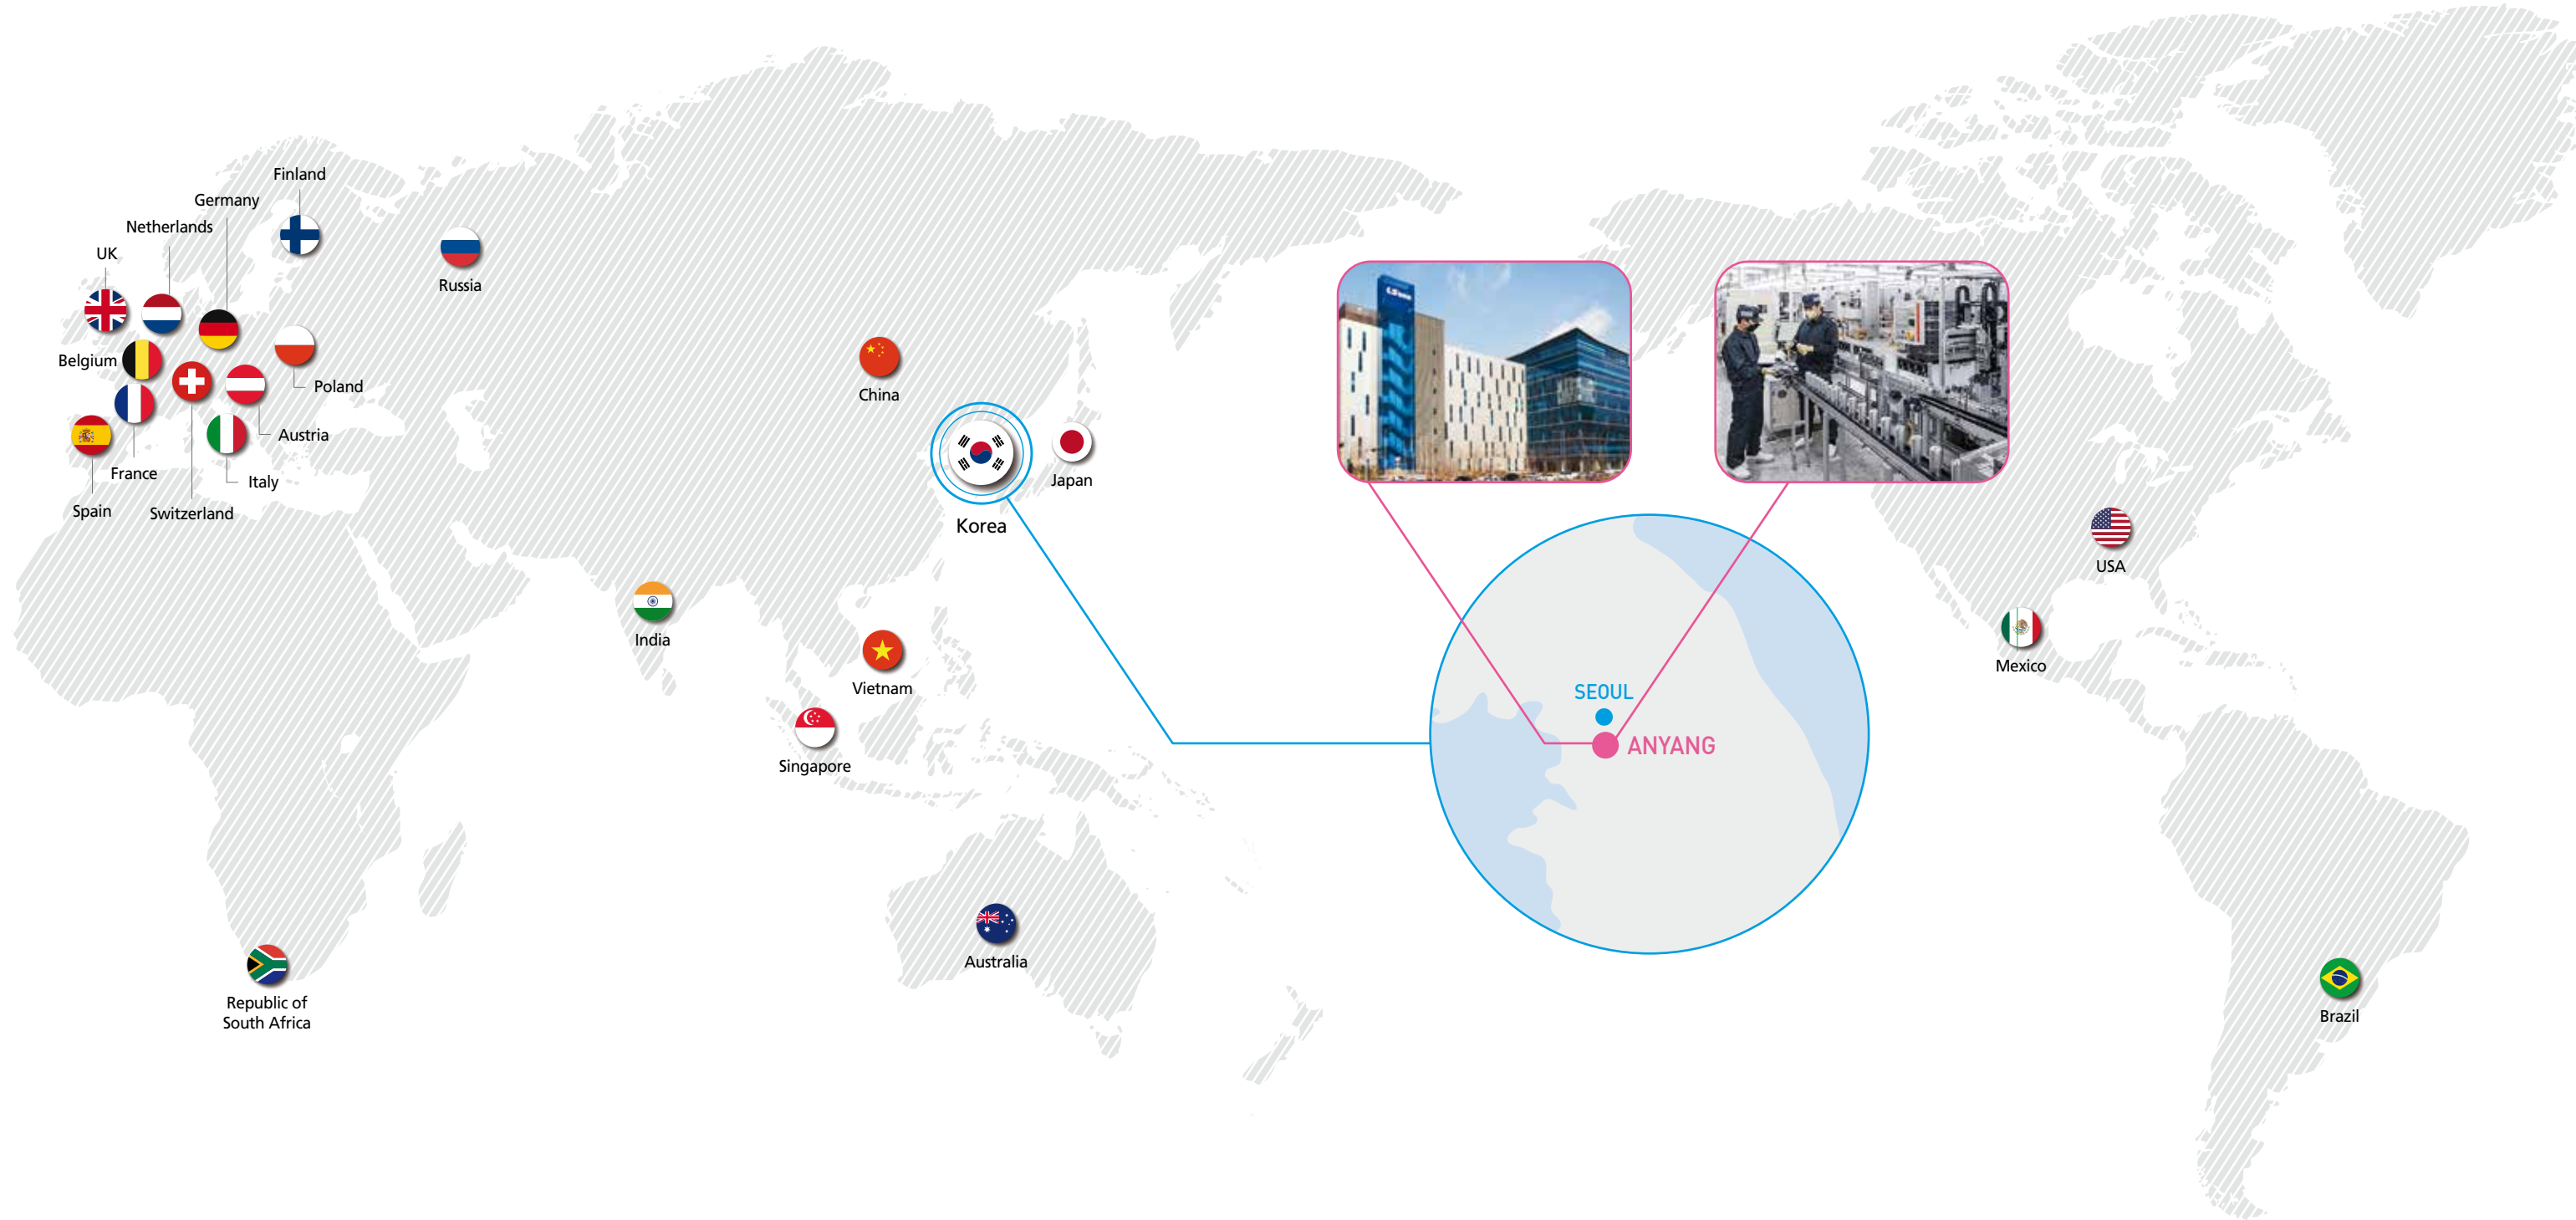 Finland
Germany
Netherlands
UK
Russia
Belgium
Poland
China
Austria
France
Italy
Japan
Spain
Switzerland
Korea
USA
India
Mexico
Vietnam
SEOUL
ANYANG
Singapore
Australia
Republic of
South Africa
Brazil